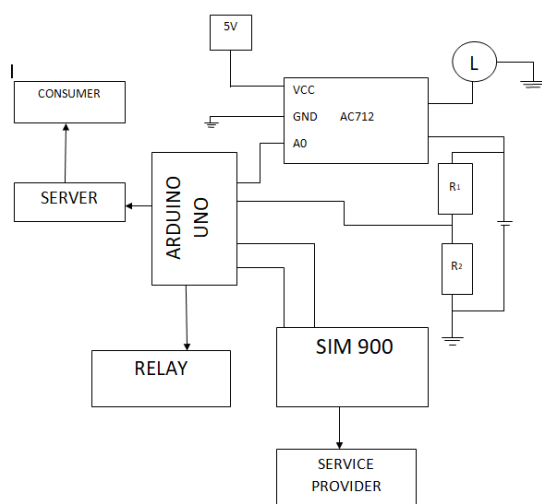 5V
L
I
CONSUMER
VCC
GND
AC712
A0
SERVER
ARDUINO
UNO
R1
R2
SIM 900
RELAY
SERVICE
PROVIDER